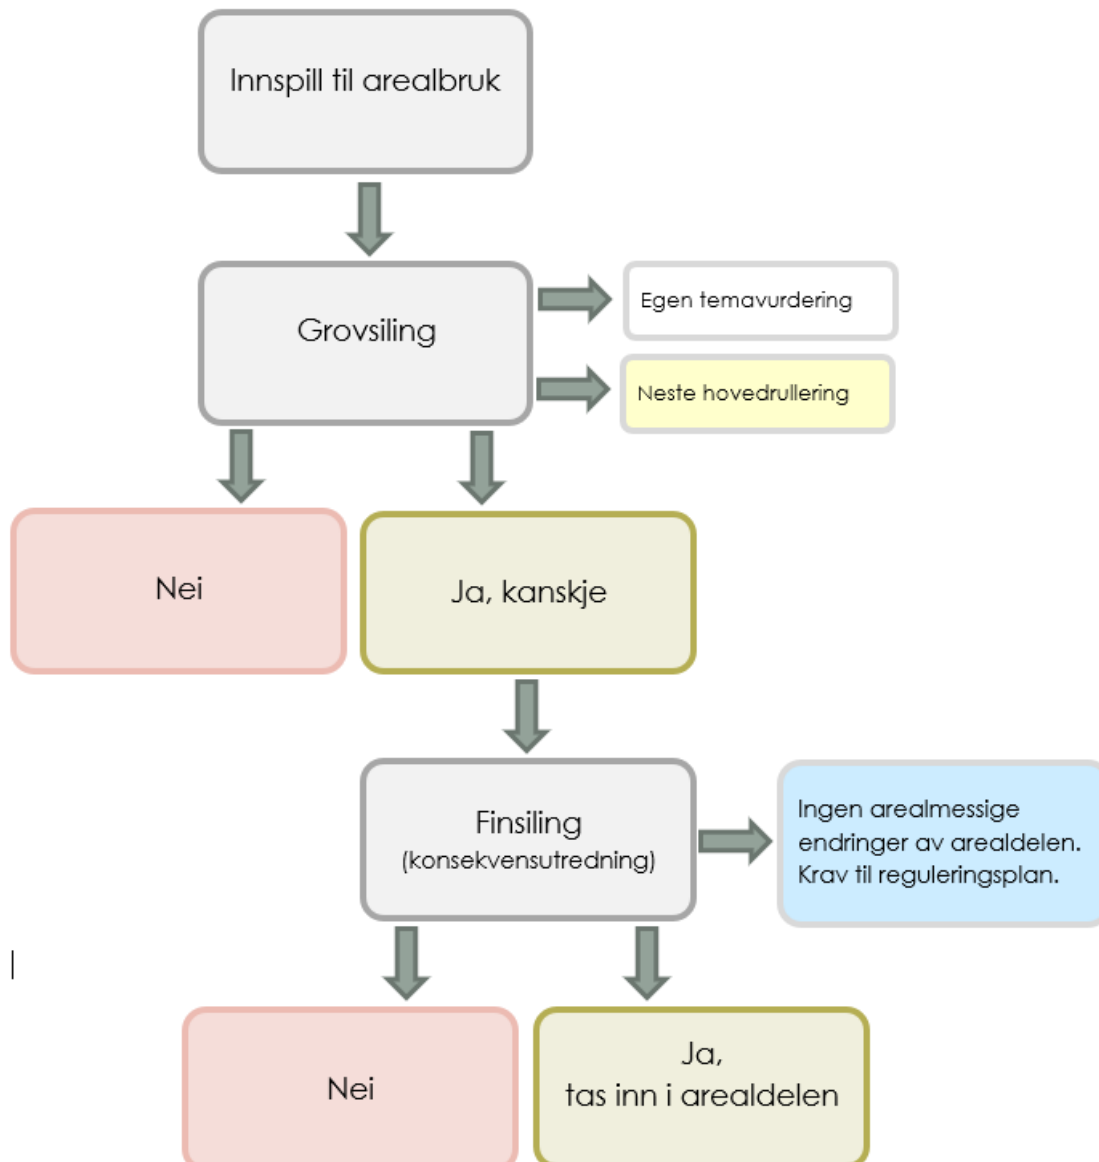 Innspill til arealbruk
Grovsiling
Egen temavurdering
Neste hovedrullering
Nei
Ja, kanskje
Finsiling
(konsekvensutredning)
Ingen arealmessige
endringer av arealdelen.
Krav til reguleringsplan.
Nei
Ja,
tas inn i arealdelen